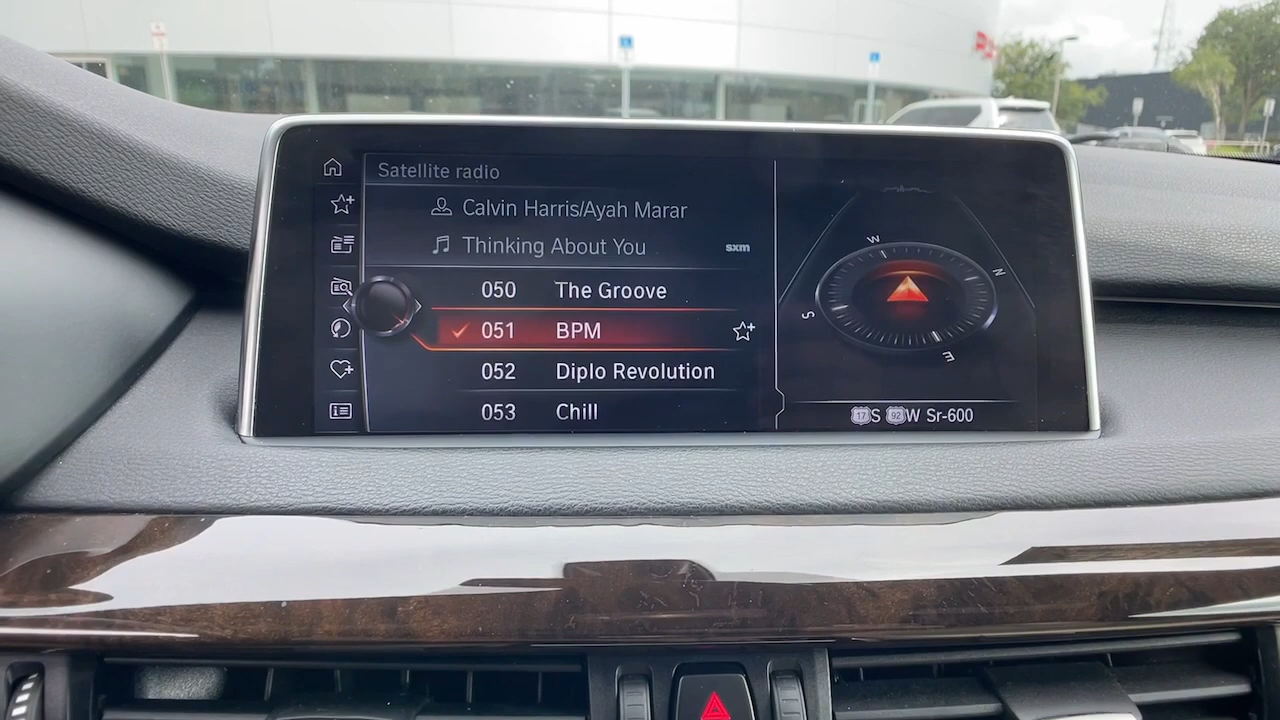 Satellite radio
Calvin Harris/Ayah Marar
Thinking About You
sxm
050 The Groove
051 BPM
052 Diplo Revolution
053 Chill
W
N
S
E
17 S 92 W Sr-600